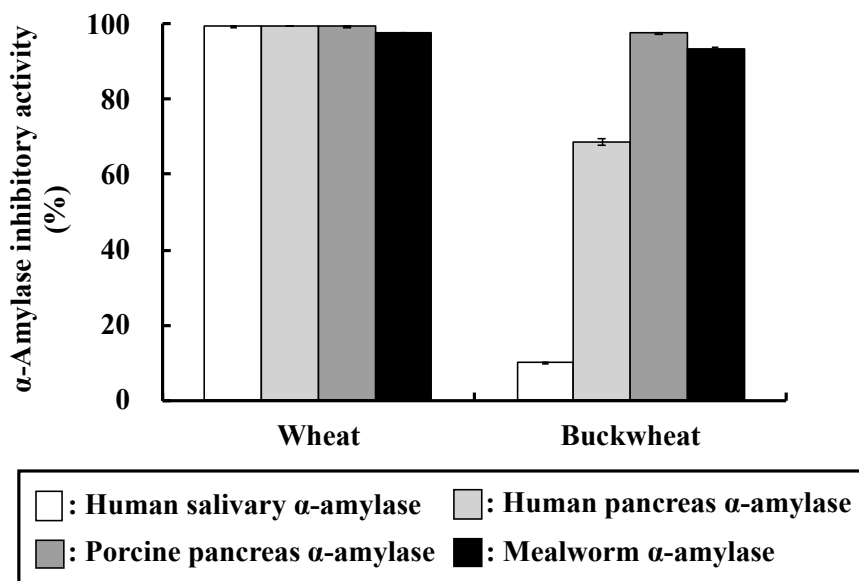 α-Amylase inhibitory activity
(%)
100
80
60
40
20
0
Wheat Buckwheat
: Human salivary α-amylase : Human pancreas α-amylase
: Porcine pancreas α-amylase : Mealworm α-amylase